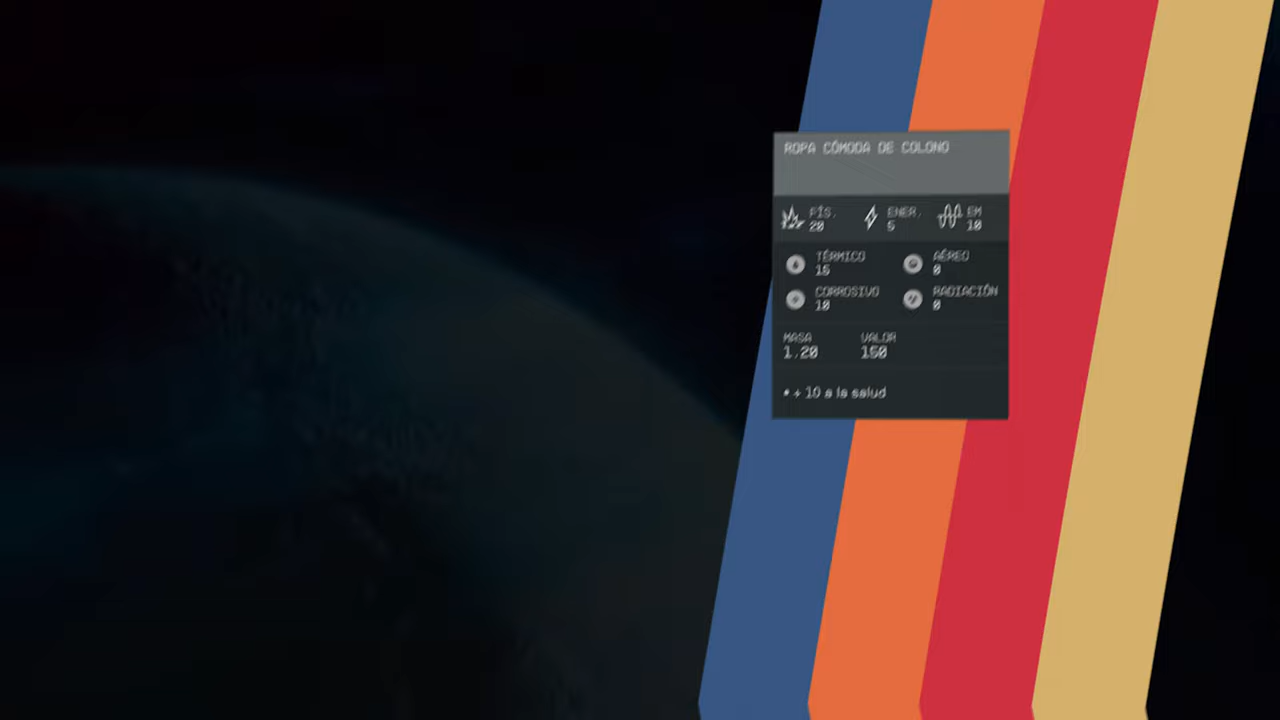 ROPA CÓMODA DE COLONO
FÍS. ENER. EM
20 5 10
TÉRMICO AÉREO
15 0
CORROSIVO RADIACIÓN
10 0
MASA VALOR
1.20 150
• + 10 a la salud